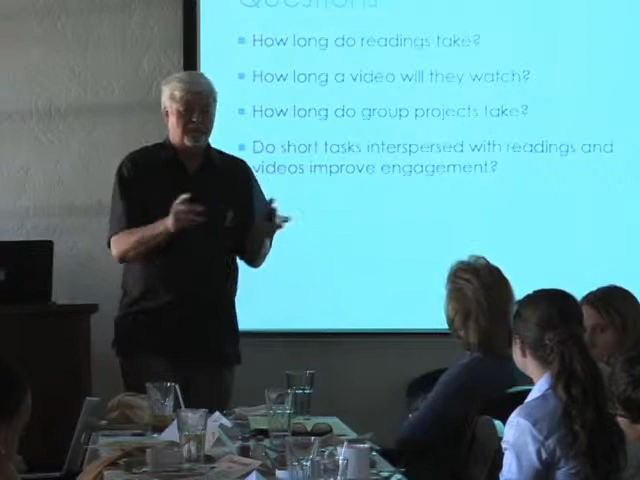 Questions
How long do readings take?
How long a video will they watch?
How long do group projects take?
Do short tasks interspersed with readings and
videos improve engagement?